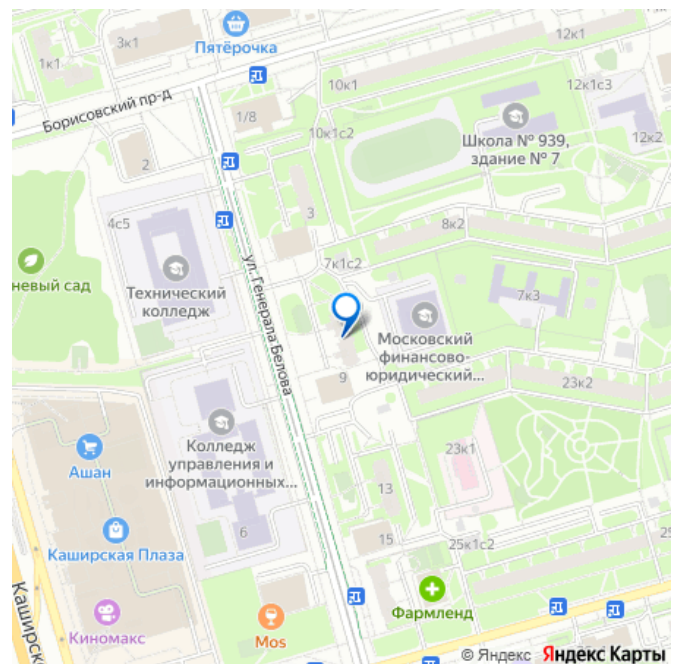 3к1
Пятёрочка
12к1
1к1
10к1
12к1с3
Борисовский пр-д
1/8
10к1с2
Школа № 939,
здание № 7
12к2
2
4с5
3
8к2
7к1с2
невый сад
Технический
колледж
ул. Генерала Белова
7к3
Московский
финансово-
юридический...
9
23к2
Колледж
управления и
информационных...
Ашан
23к1
13
6
15
25к1с2
25
Каширская Плаза
Каширск
Фармленд
Киномакс
Mos
© Яндекс Яндекс Карты